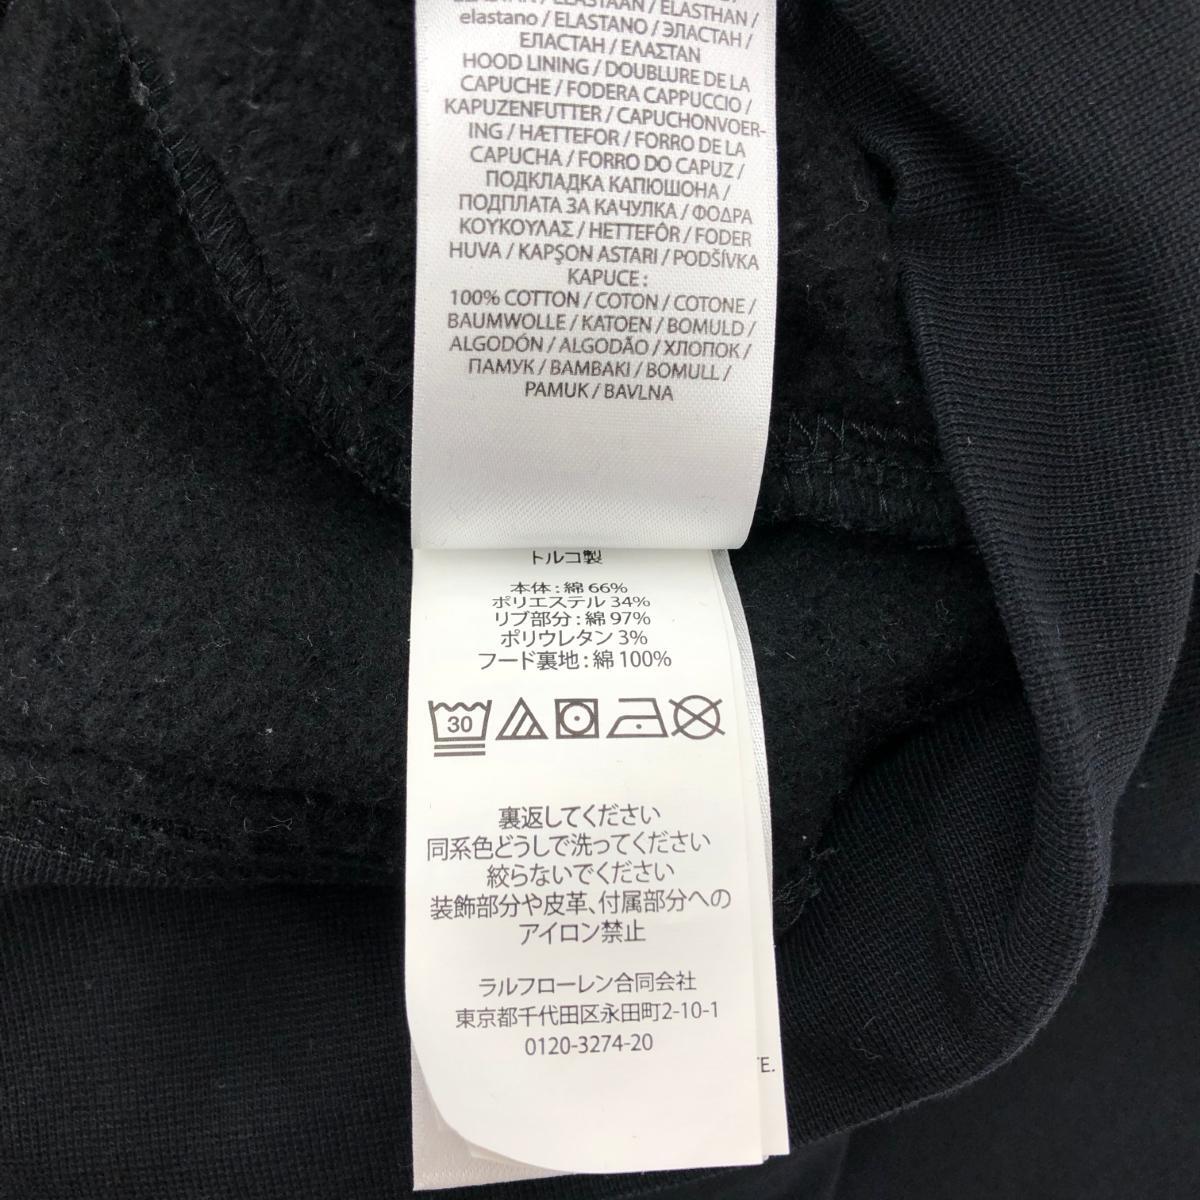 ELASTAN / ELASTAAN / ELASTHAN /
elastano / ELASTANO / ЭЛАСТАН /
ЕЛАСТАН / ΕΛΑΣΤΑΝ
HOOD LINING / DOUBLURE DE LA
CAPUCHE / FODERA CAPPUCCIO /
KAPUZENFUTTER / CAPUCHONVOER-
ING / HÆTTEFOR / FORRO DE LA
CAPUCHA / FORRO DO CAPUZ /
ПОДКЛАДКА КАПЮШОНА /
ПОДПЛАТА ЗА КАЧУЛКА / ΦΟΔΡΑ
ΚΟΥΚΟΥΛΑΣ / HETTEFÔR / FODER
HUVA / KAPŞON ASTARI / PODŠÍVKA
KAPUCE :
100% COTTON / COTON / COTONE /
BAUMWOLLE / KATOEN / BOMULD /
ALGODÓN / ALGODÃO / ХЛОПОК /
ПАМУК / ΒΑΜΒΑΚΙ / BOMULL /
PAMUK / BAVLNA
トルコ製
本体 : 綿 66%
ポリエステル 34%
リブ部分 : 綿 97%
ポリウレタン 3%
フード裏地 : 綿 100%
30
裏返してください
同系色どうしで洗ってください
絞らないでください
装飾部分や皮革、付属部分への
アイロン禁止
ラルフローレン合同会社
東京都千代田区永田町2-10-1
0120-3274-20
TE.